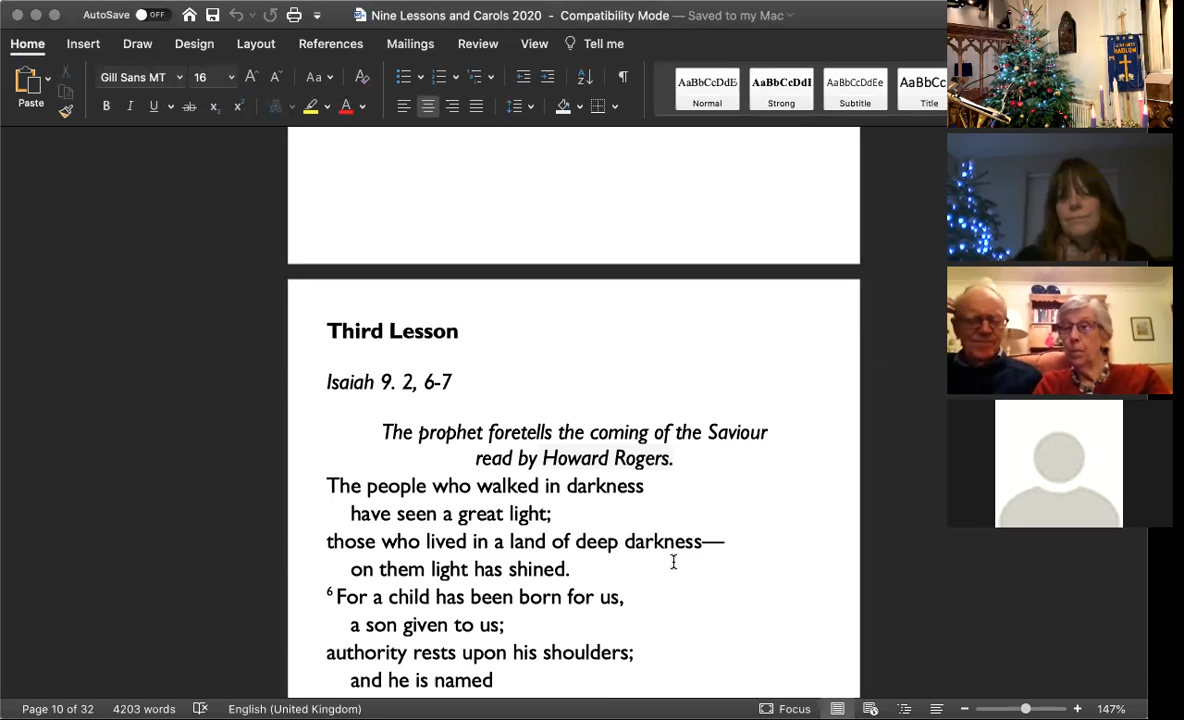 AutoSave OFF
Nine Lessons and Carols 2020 - Compatibility Mode — Saved to my Mac
Home Insert Draw Design Layout References Mailings Review View Tell me
Paste
Gill Sans MT 16
AaBbCcDdE AaBbCcDdI AaBbCcDdEe AaBbCcD
Normal Strong Subtitle Title
Third Lesson
Isaiah 9. 2, 6-7
The prophet foretells the coming of the Saviour
read by Howard Rogers.
The people who walked in darkness
have seen a great light;
those who lived in a land of deep darkness—
on them light has shined.
6 For a child has been born for us,
a son given to us;
authority rests upon his shoulders;
and he is named
Page 10 of 32 4203 words English (United Kingdom) Focus 147%